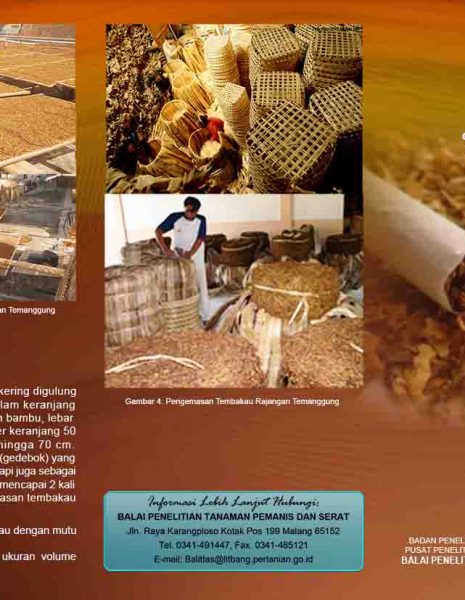 an Temanggung
kering digulung
lam keranjang
n bambu, lebar
er keranjang 50
hingga 70 cm.
(gedebok) yang
api juga sebagai
mencapai 2 kali
asan tembakau
au dengan mutu
ukuran volume
Gambar 4. Pengemasan Tembakau Rajangan Temanggung
Informasi Lebih Lanjut Hubungi:
BALAI PENELITIAN TANAMAN PEMANIS DAN SERAT
Jln. Raya Karangploso Kotak Pos 199 Malang 65152
Tel. 0341-491447, Fax. 0341-485121
E-mail: Balittas@litbang.pertanian.go.id
BADAN PENEL
PUSAT PENELIT
BALAI PENELIT